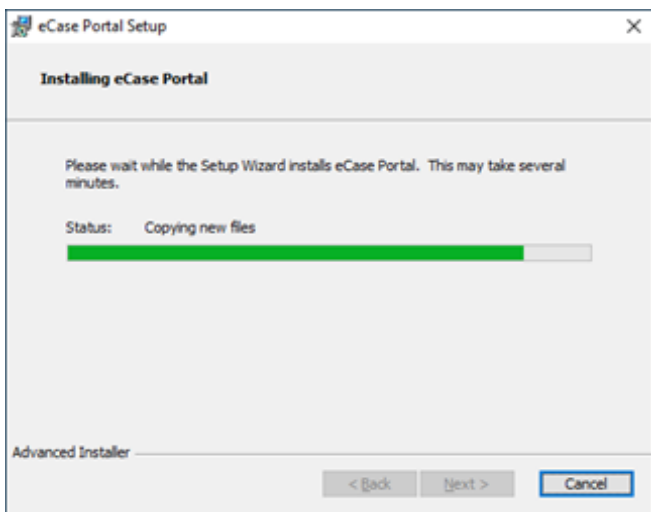 eCase Portal Setup
Installing eCase Portal
Please wait while the Setup Wizard installs eCase Portal. This may take several
minutes.
Status: Copying new files
Advanced Installer
< Back Next > Cancel